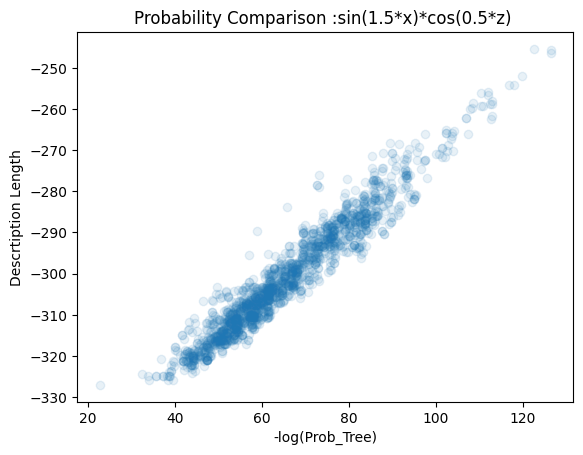 Probability Comparison :sin(1.5*x)*cos(0.5*z)
Descrtiption Length
−250
−260
−270
−280
−290
−300
−310
−320
−330
20 40 60 80 100 120
-log(Prob_Tree)